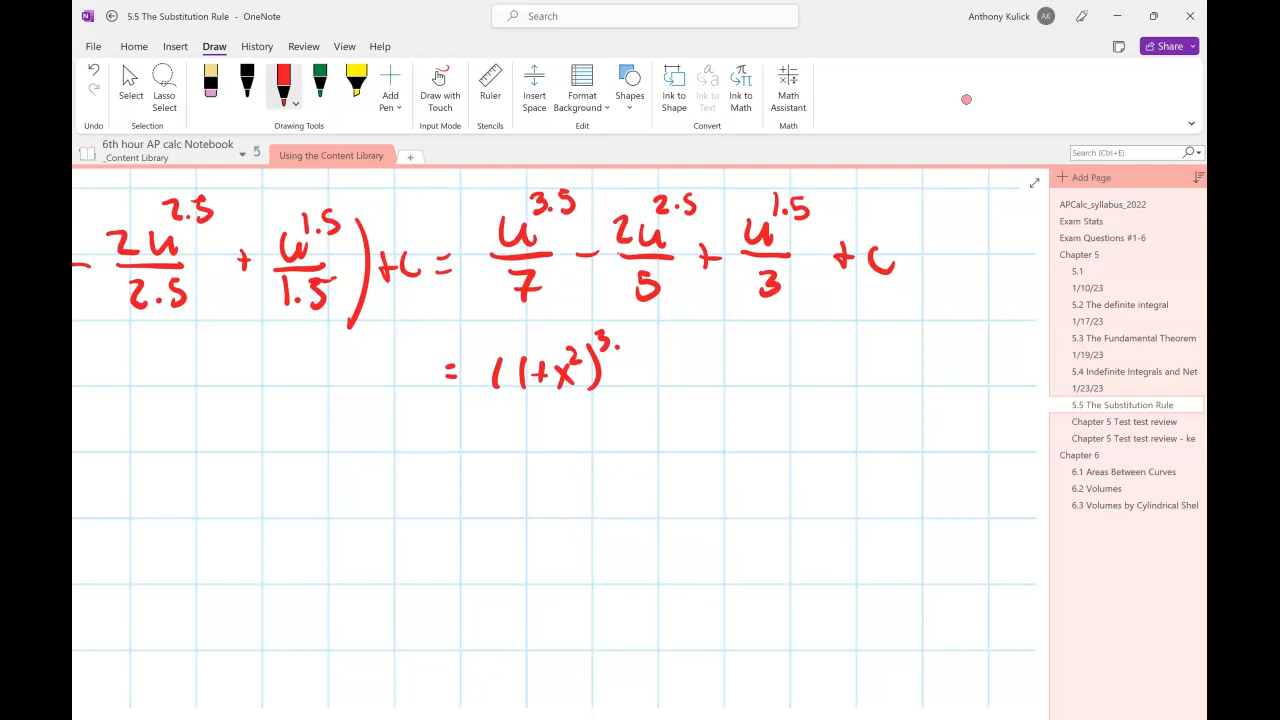 5.5 The Substitution Rule - OneNote
Search
Anthony Kulick AK
File Home Insert Draw History Review View Help
Share
Undo
Select
Lasso Select
Add Pen
Draw with Touch
Ruler
Insert Space
Format Background
Shapes
Ink to Shape
Ink to Text
Ink to Math
Math Assistant
Selection
Drawing Tools
Input Mode
Stencils
Edit
Convert
Math
6th hour AP calc Notebook
_Content Library
Using the Content Library
+
Search (Ctrl+E)
- 2u^2.5/2.5 + u^1.5/1.5) + c = u^3.5/7 - 2u^2.5/5 + u^1.5/3 + c
= ((1+x^2)^3.
Add Page
APCalc_syllabus_2022
Exam Stats
Exam Questions #1-6
Chapter 5
5.1
1/10/23
5.2 The definite integral
1/17/23
5.3 The Fundamental Theorem
1/19/23
5.4 Indefinite Integrals and Net
1/23/23
5.5 The Substitution Rule
Chapter 5 Test test review
Chapter 5 Test test review - ke
Chapter 6
6.1 Areas Between Curves
6.2 Volumes
6.3 Volumes by Cylindrical Shel